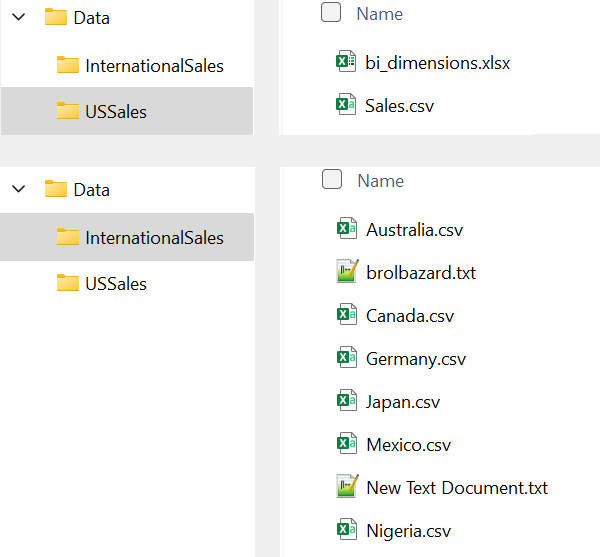 Data
InternationalSales
USSales
Name
bi_dimensions.xlsx
Sales.csv
Data
InternationalSales
USSales
Name
Australia.csv
brolbazard.txt
Canada.csv
Germany.csv
Japan.csv
Mexico.csv
New Text Document.txt
Nigeria.csv